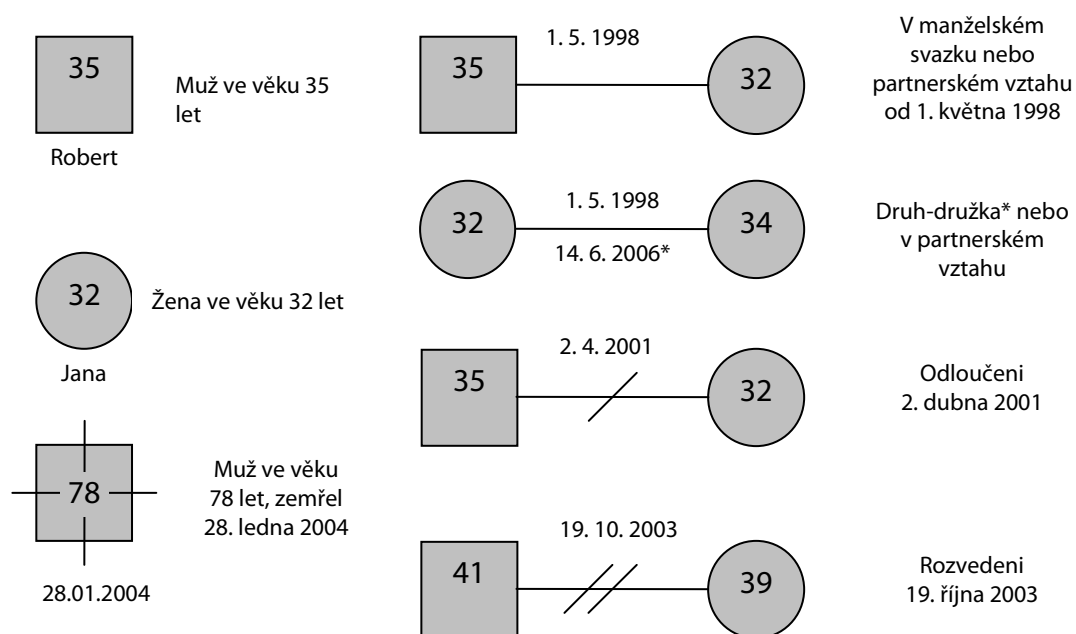 35
Muž ve věku 35
let
Robert
32
Žena ve věku 32 let
Jana
78
Muž ve věku
78 let, zemřel
28. ledna 2004
28.01.2004
1. 5. 1998
35
32
V manželském
svazku nebo
partnerském vztahu
od 1. května 1998
1. 5. 1998
32
34
14. 6. 2006*
Druh-družka* nebo
v partnerském
vztahu
2. 4. 2001
35
32
Odloučeni
2. dubna 2001
19. 10. 2003
41
39
Rozvedeni
19. října 2003